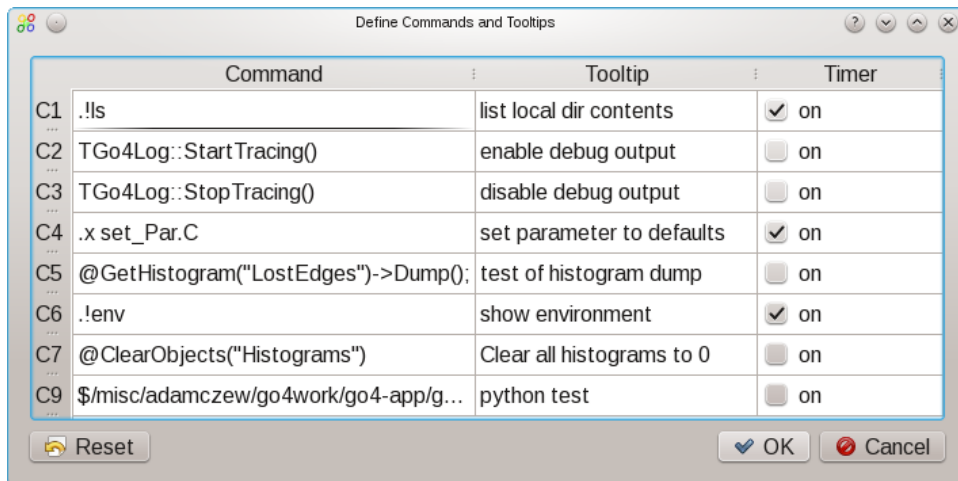 Define Commands and Tooltips
Command Tooltip Timer
C1 .!ls list local dir contents on
C2 TGo4Log::StartTracing() enable debug output on
C3 TGo4Log::StopTracing() disable debug output on
C4 .x set_Par.C set parameter to defaults on
C5 @GetHistogram("LostEdges")->Dump(); test of histogram dump on
C6 .!env show environment on
C7 @ClearObjects("Histograms") Clear all histograms to 0 on
C9 $/misc/adamczew/go4work/go4-app/g... python test on
Reset OK Cancel